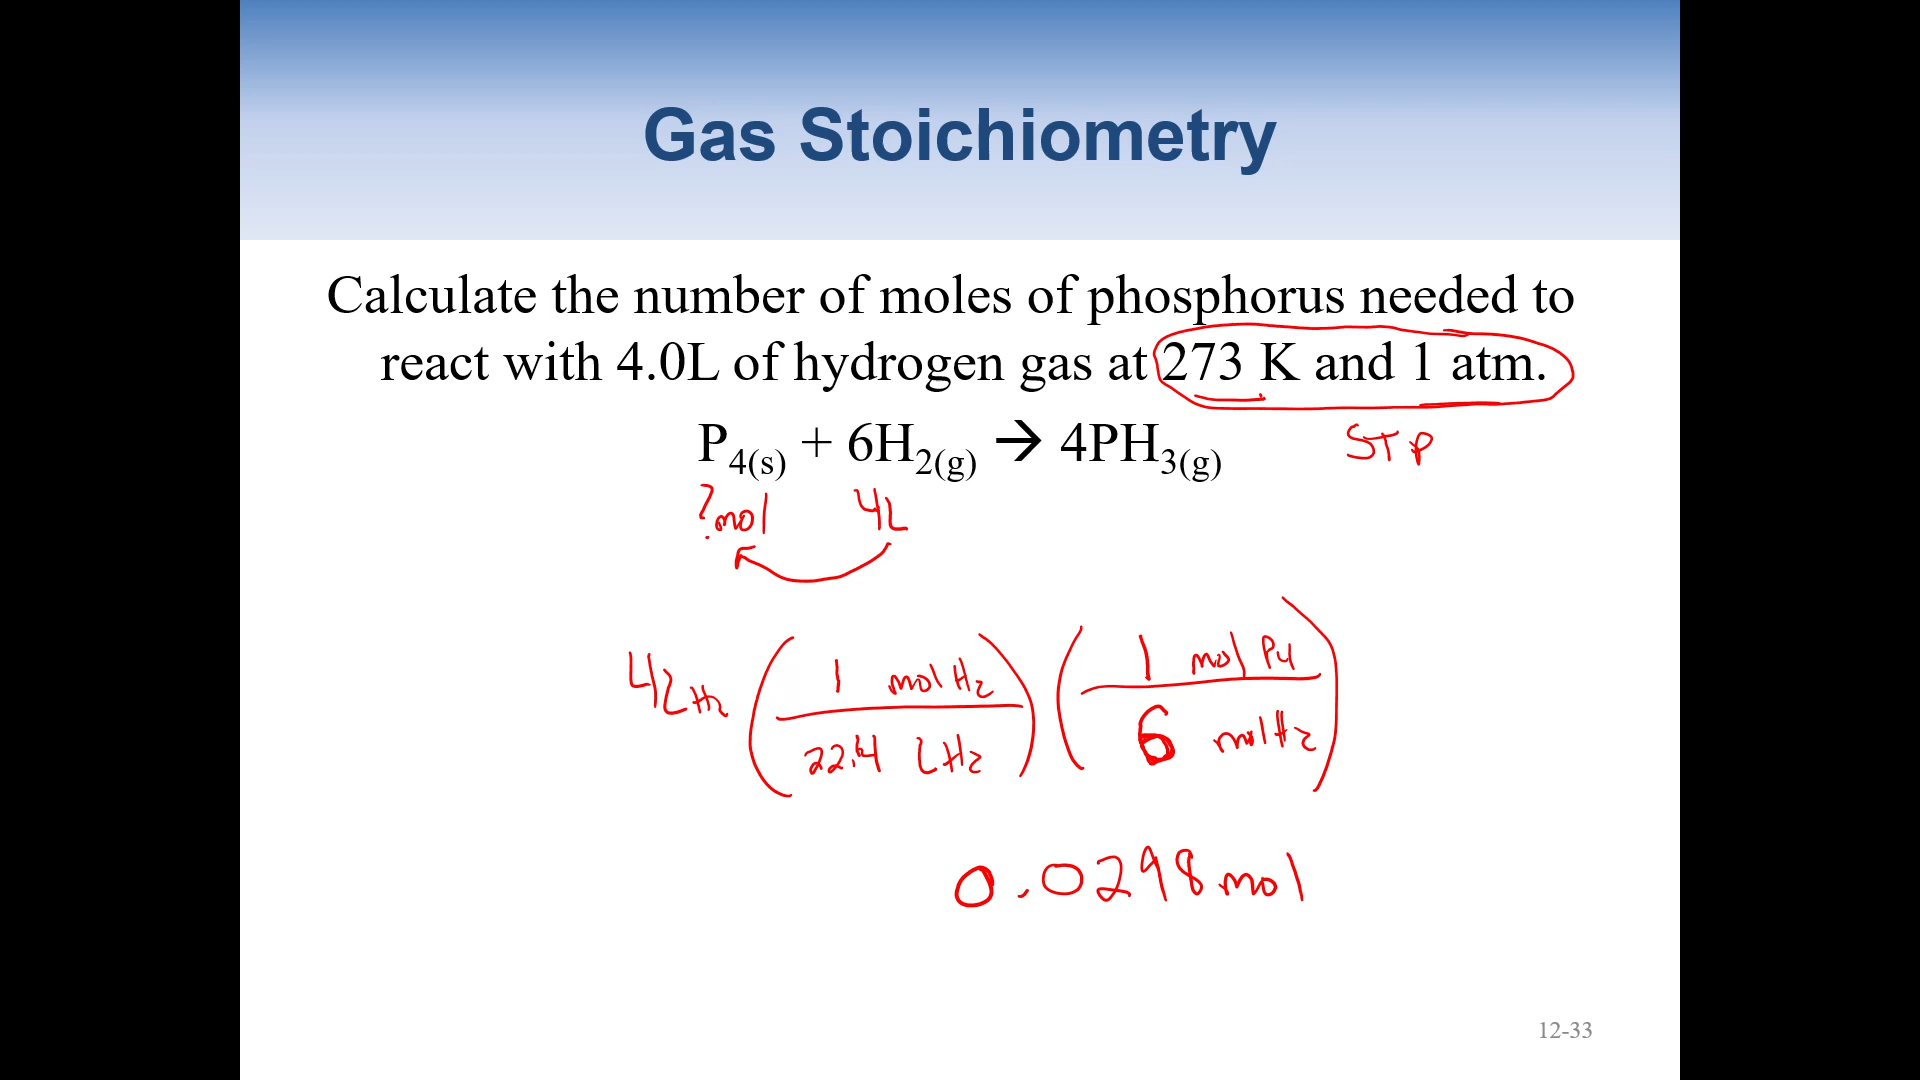 Gas Stoichiometry
Calculate the number of moles of phosphorus needed to
react with 4.0L of hydrogen gas at 273 K and 1 atm.
P4(s) + 6H2(g) → 4PH3(g)
STP
? mol 4L
4L H2 ( 1 mol H2 / 22.4 L H2 ) ( 1 mol P4 / 6 mol H2 )
0.0298 mol
12-33